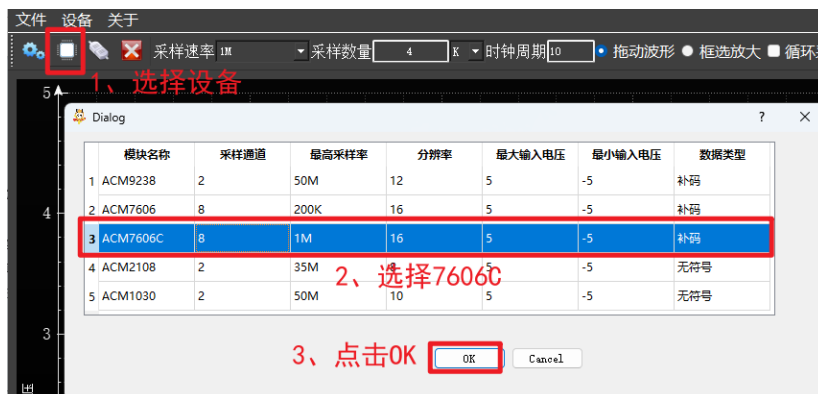 文件 设备 关于
采样速率 1M 采样数量 4 K 时钟周期 10 拖动波形 框选放大 循环
1、选择设备
5
Dialog ? ×
模块名称 采样通道 最高采样率 分辨率 最大输入电压 最小输入电压 数据类型
1 ACM9238 2 50M 12 5 -5 补码
4
2 ACM7606 8 200K 16 5 -5 补码
3 ACM7606C 8 1M 16 5 -5 补码
4 ACM2108 2 35M 8 5 -5 无符号
2、选择7606C
5 ACM1030 2 50M 10 5 -5 无符号
3
3、点击OK OK Cancel
压